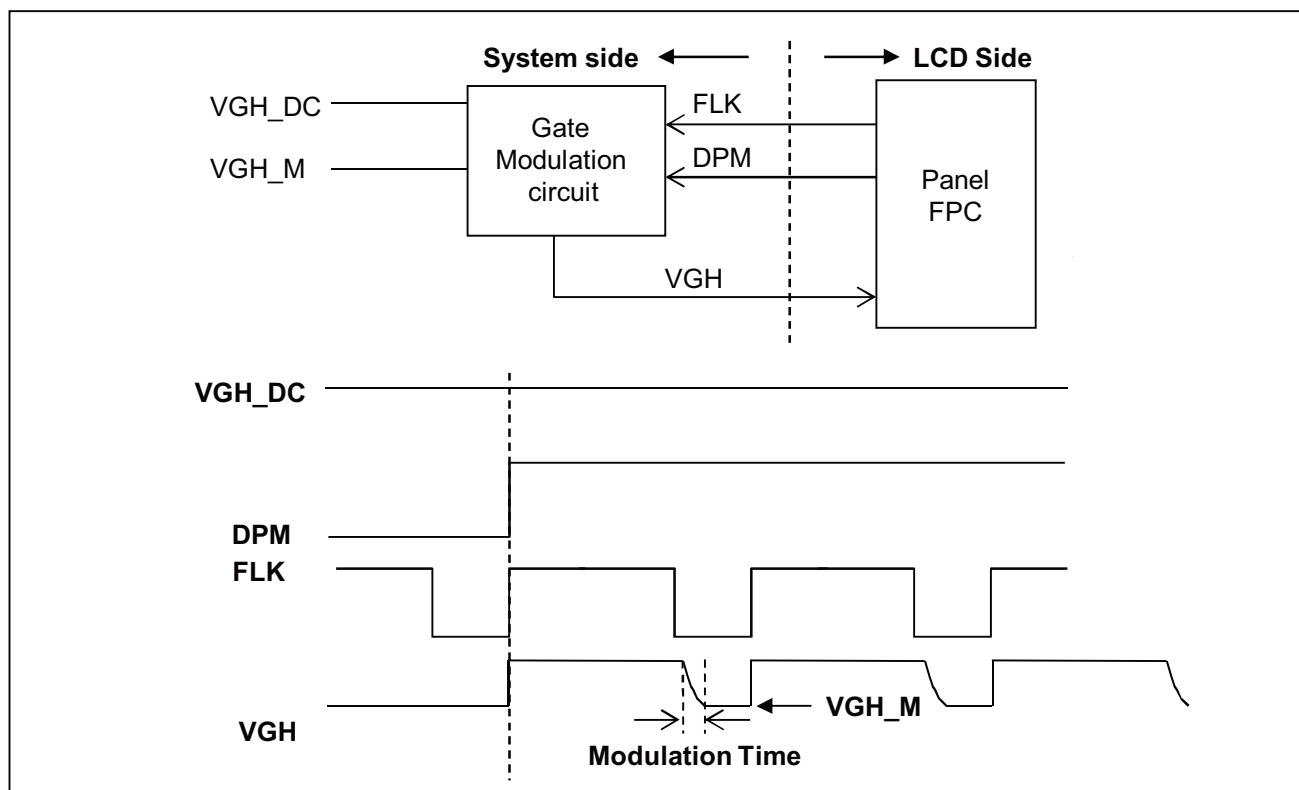 System side
LCD Side
VGH_DC
FLK
Gate
Modulation
circuit
VGH_M
DPM
Panel
FPC
VGH
VGH_DC
DPM
FLK
VGH_M
VGH
Modulation Time